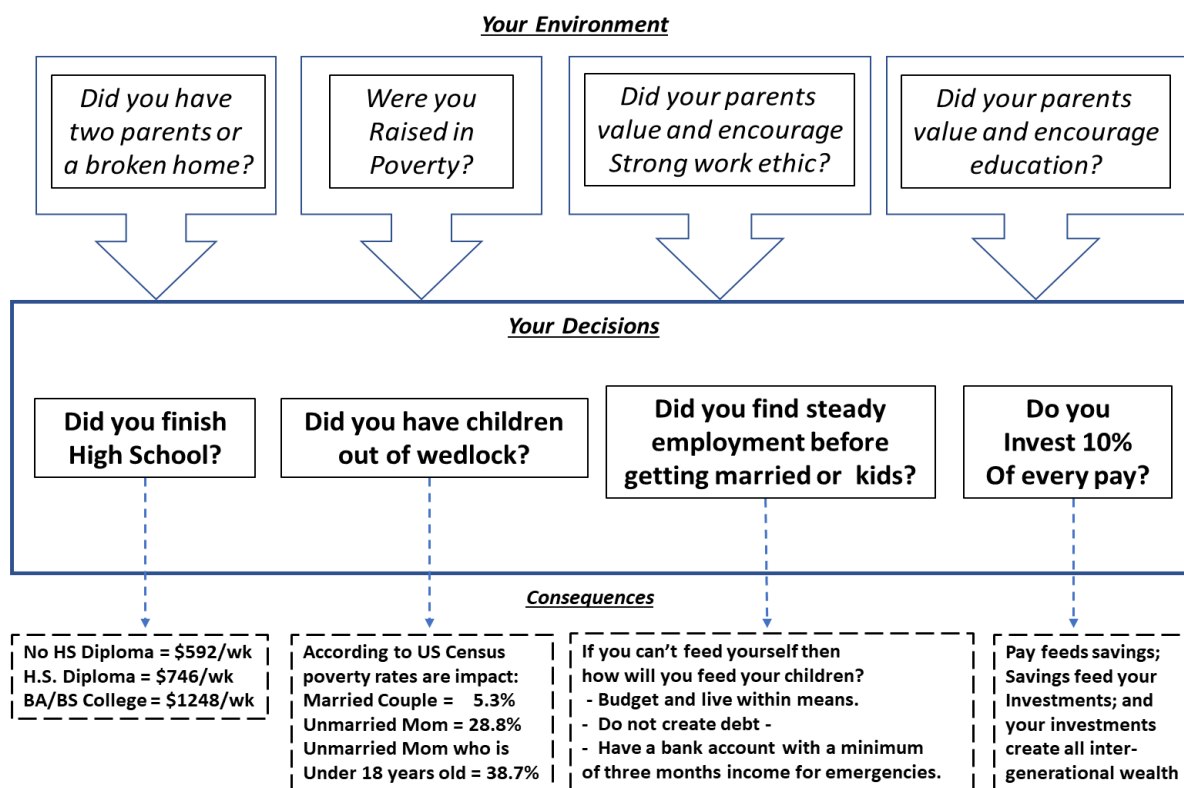 Your Environment
Did you have
two parents or
a broken home?
Were you
Raised in
Poverty?
Did your parents
value and encourage
Strong work ethic?
Did your parents
value and encourage
education?
Your Decisions
Did you finish
High School?
Did you have children
out of wedlock?
Did you find steady
employment before
getting married or kids?
Do you
Invest 10%
Of every pay?
Consequences
No HS Diploma = $592/wk
H.S. Diploma = $746/wk
BA/BS College = $1248/wk
According to US Census
poverty rates are impact:
Married Couple = 5.3%
Unmarried Mom = 28.8%
Unmarried Mom who is
Under 18 years old = 38.7%
If you can’t feed yourself then
how will you feed your children?
- Budget and live within means.
- Do not create debt -
- Have a bank account with a minimum
of three months income for emergencies.
Pay feeds savings;
Savings feed your
Investments; and
your investments
create all inter-
generational wealth